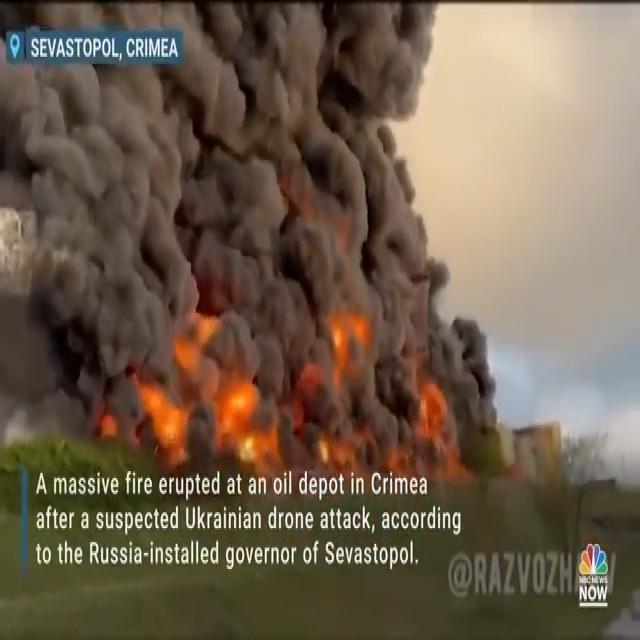 SEVASTOPOL, CRIMEA
A massive fire erupted at an oil depot in Crimea
after a suspected Ukrainian drone attack, according
to the Russia-installed governor of Sevastopol.
@RAZVOZH
NBC NEWS
NOW